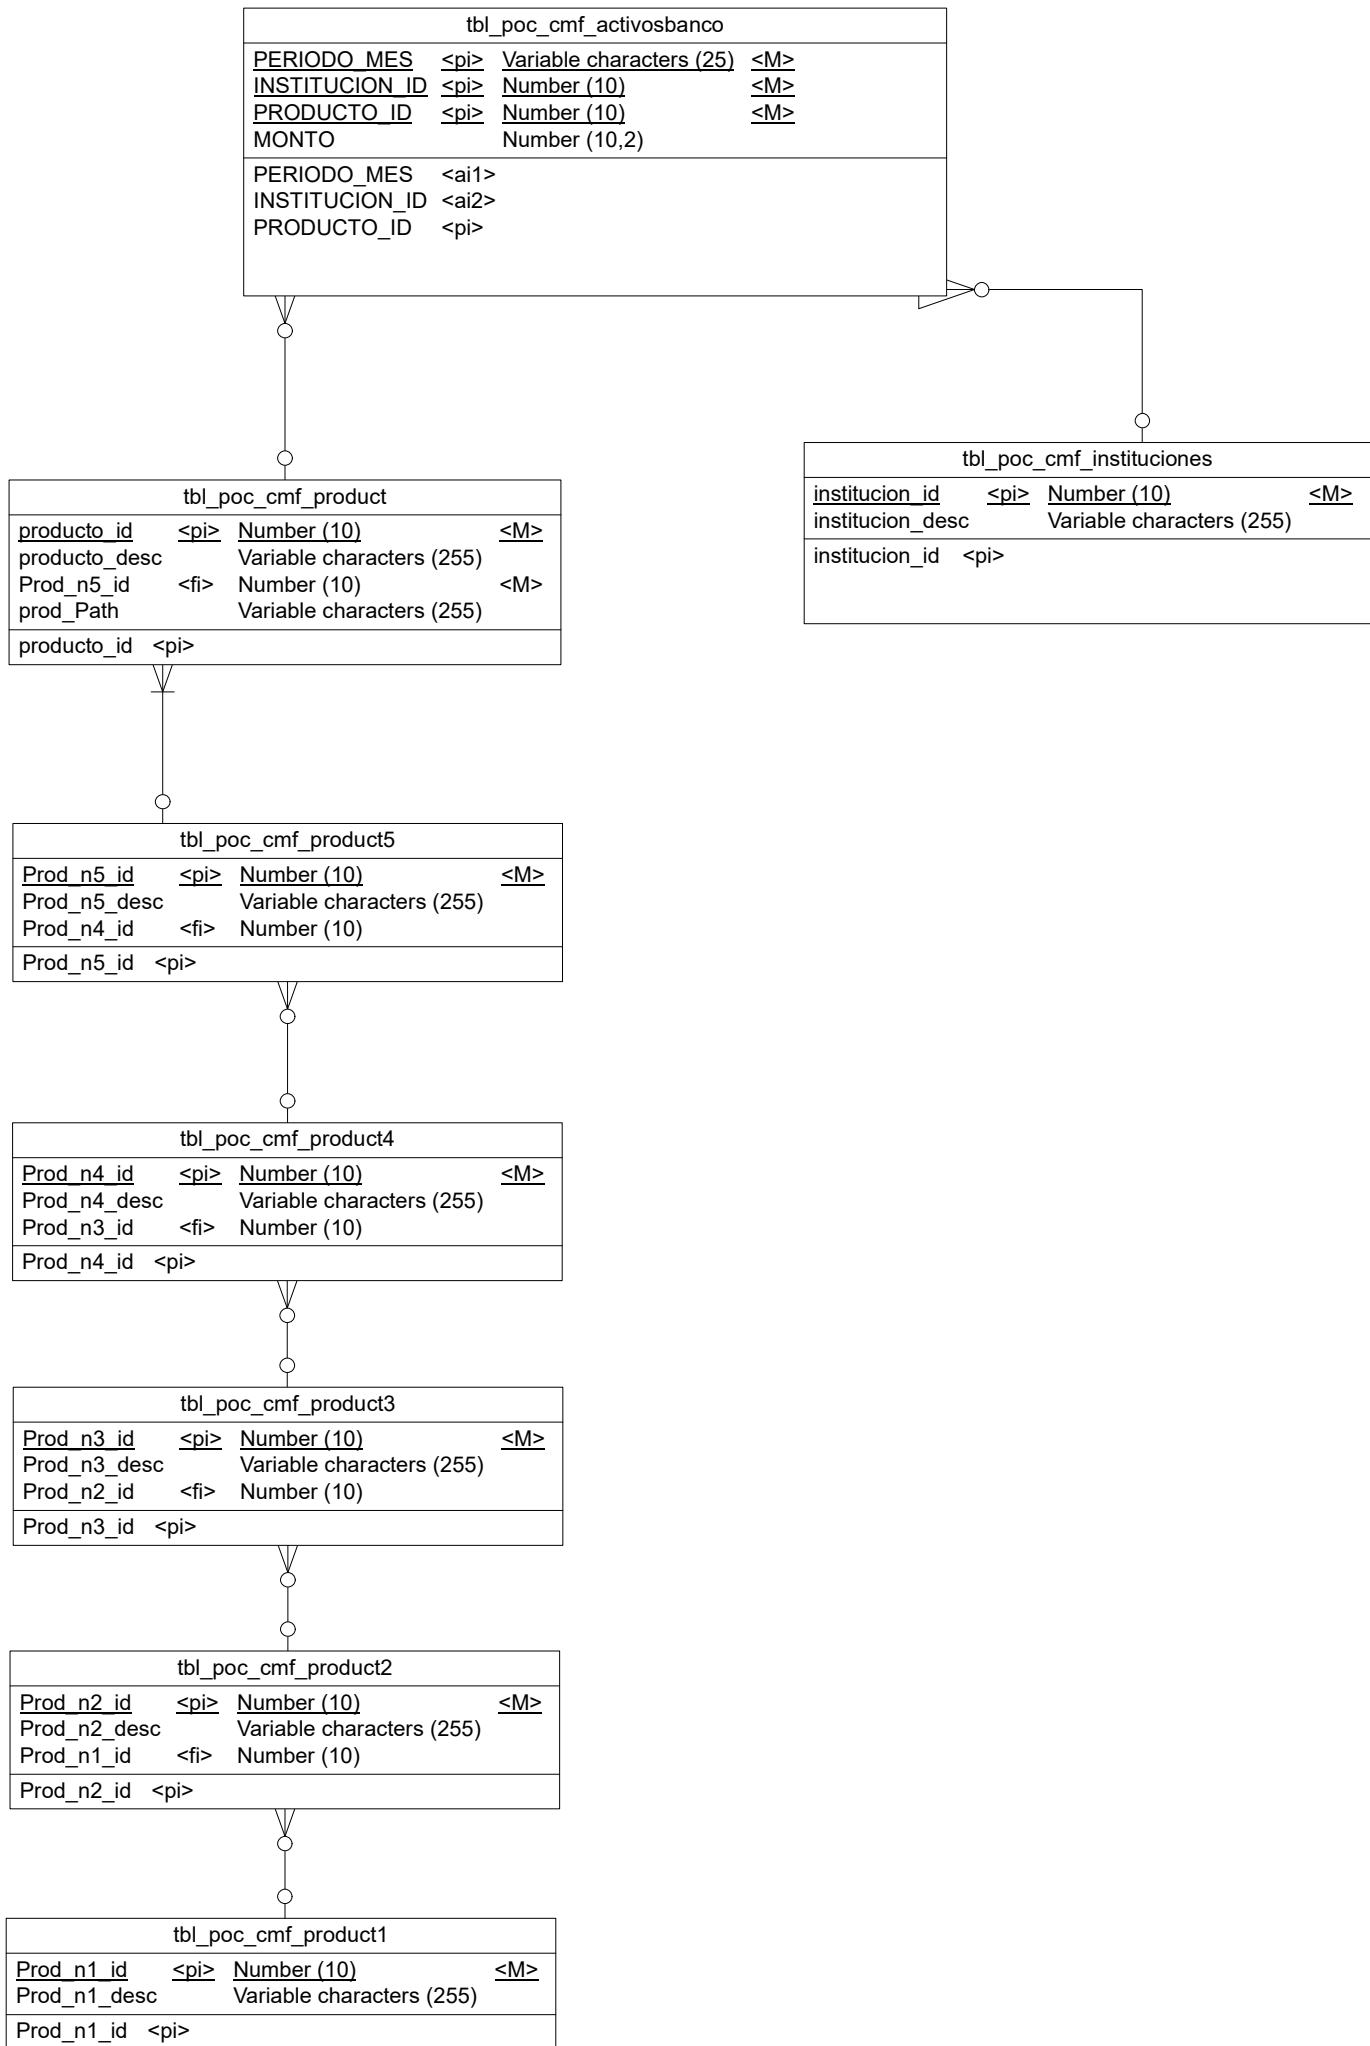 tbl_poc_cmf_activosbanco
PERIODO_MES <pi> Variable characters (25) <M>
INSTITUCION_ID <pi> Number (10) <M>
PRODUCTO_ID <pi> Number (10) <M>
MONTO Number (10,2)
PERIODO_MES <ai1>
INSTITUCION_ID <ai2>
PRODUCTO_ID <pi>
tbl_poc_cmf_instituciones
institucion_id <pi> Number (10) <M>
institucion_desc Variable characters (255)
institucion_id <pi>
tbl_poc_cmf_product
producto_id <pi> Number (10) <M>
producto_desc Variable characters (255)
Prod_n5_id <fi> Number (10) <M>
prod_Path Variable characters (255)
producto_id <pi>
tbl_poc_cmf_product5
Prod_n5_id <pi> Number (10) <M>
Prod_n5_desc Variable characters (255)
Prod_n4_id <fi> Number (10)
Prod_n5_id <pi>
tbl_poc_cmf_product4
Prod_n4_id <pi> Number (10) <M>
Prod_n4_desc Variable characters (255)
Prod_n3_id <fi> Number (10)
Prod_n4_id <pi>
tbl_poc_cmf_product3
Prod_n3_id <pi> Number (10) <M>
Prod_n3_desc Variable characters (255)
Prod_n2_id <fi> Number (10)
Prod_n3_id <pi>
tbl_poc_cmf_product2
Prod_n2_id <pi> Number (10) <M>
Prod_n2_desc Variable characters (255)
Prod_n1_id <fi> Number (10)
Prod_n2_id <pi>
tbl_poc_cmf_product1
Prod_n1_id <pi> Number (10) <M>
Prod_n1_desc Variable characters (255)
Prod_n1_id <pi>